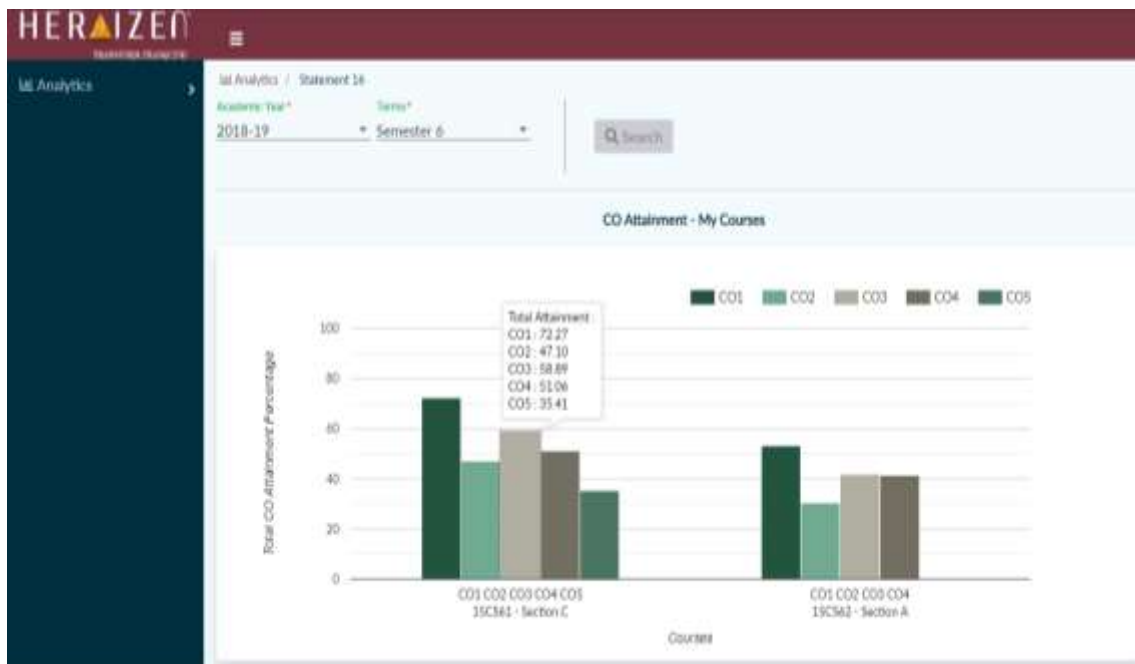 HERAIZEN
Analytics
Analytics / Statement 16
Academic Year* Terms*
2018-19 Semester 6
Search
CO Attainment - My Courses
CO1 CO2 CO3 CO4 CO5
Total Attainment :
CO1 : 72.27
CO2 : 47.10
CO3 : 58.89
CO4 : 51.06
CO5 : 35.41
100
80
60
40
20
0
Total CO Attainment Percentage
CO1 CO2 CO3 CO4 CO5
15CS61 - Section C
CO1 CO2 CO3 CO4
15CS62 - Section A
Courses